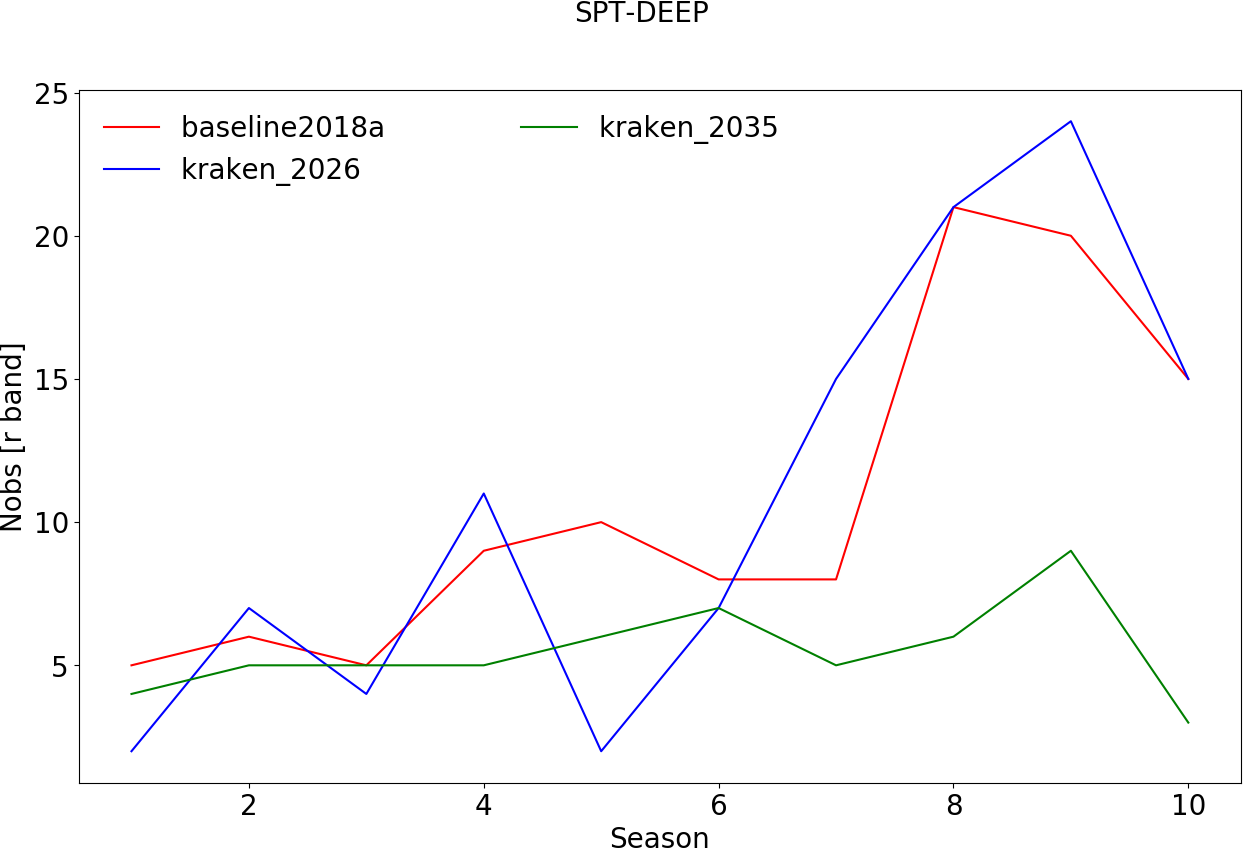 SPT-DEEP
25
20
15
10
5
Nobs [r band]
baseline2018a
kraken_2026
kraken_2035
2 4 6 8 10
Season